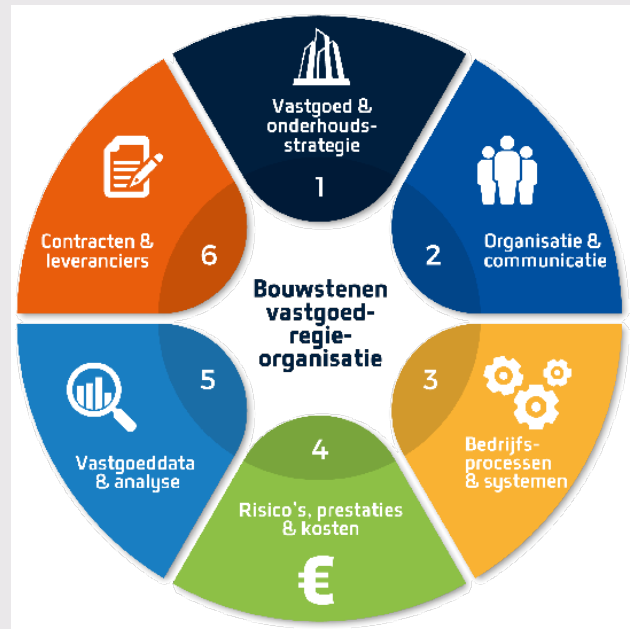 Vastgoed &
onderhouds-
strategie
1
Organisatie &
communicatie
2
Bedrijfs-
processen
& systemen
3
Risico's, prestaties
& kosten
€
4
Vastgoeddata
& analyse
5
Contracten &
leveranciers
6
Bouwstenen
vastgoed-
regie-
organisatie